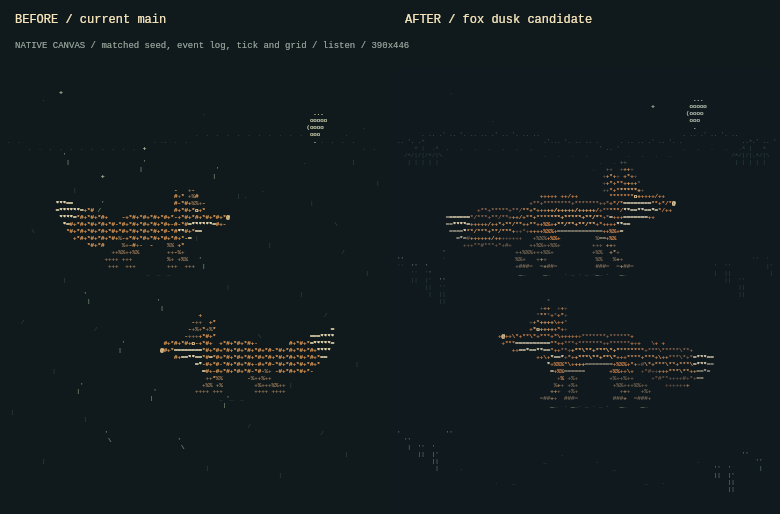 BEFORE / current main
AFTER / fox dusk candidate
NATIVE CANVAS / matched seed, event log, tick and grid / listen / 390x446